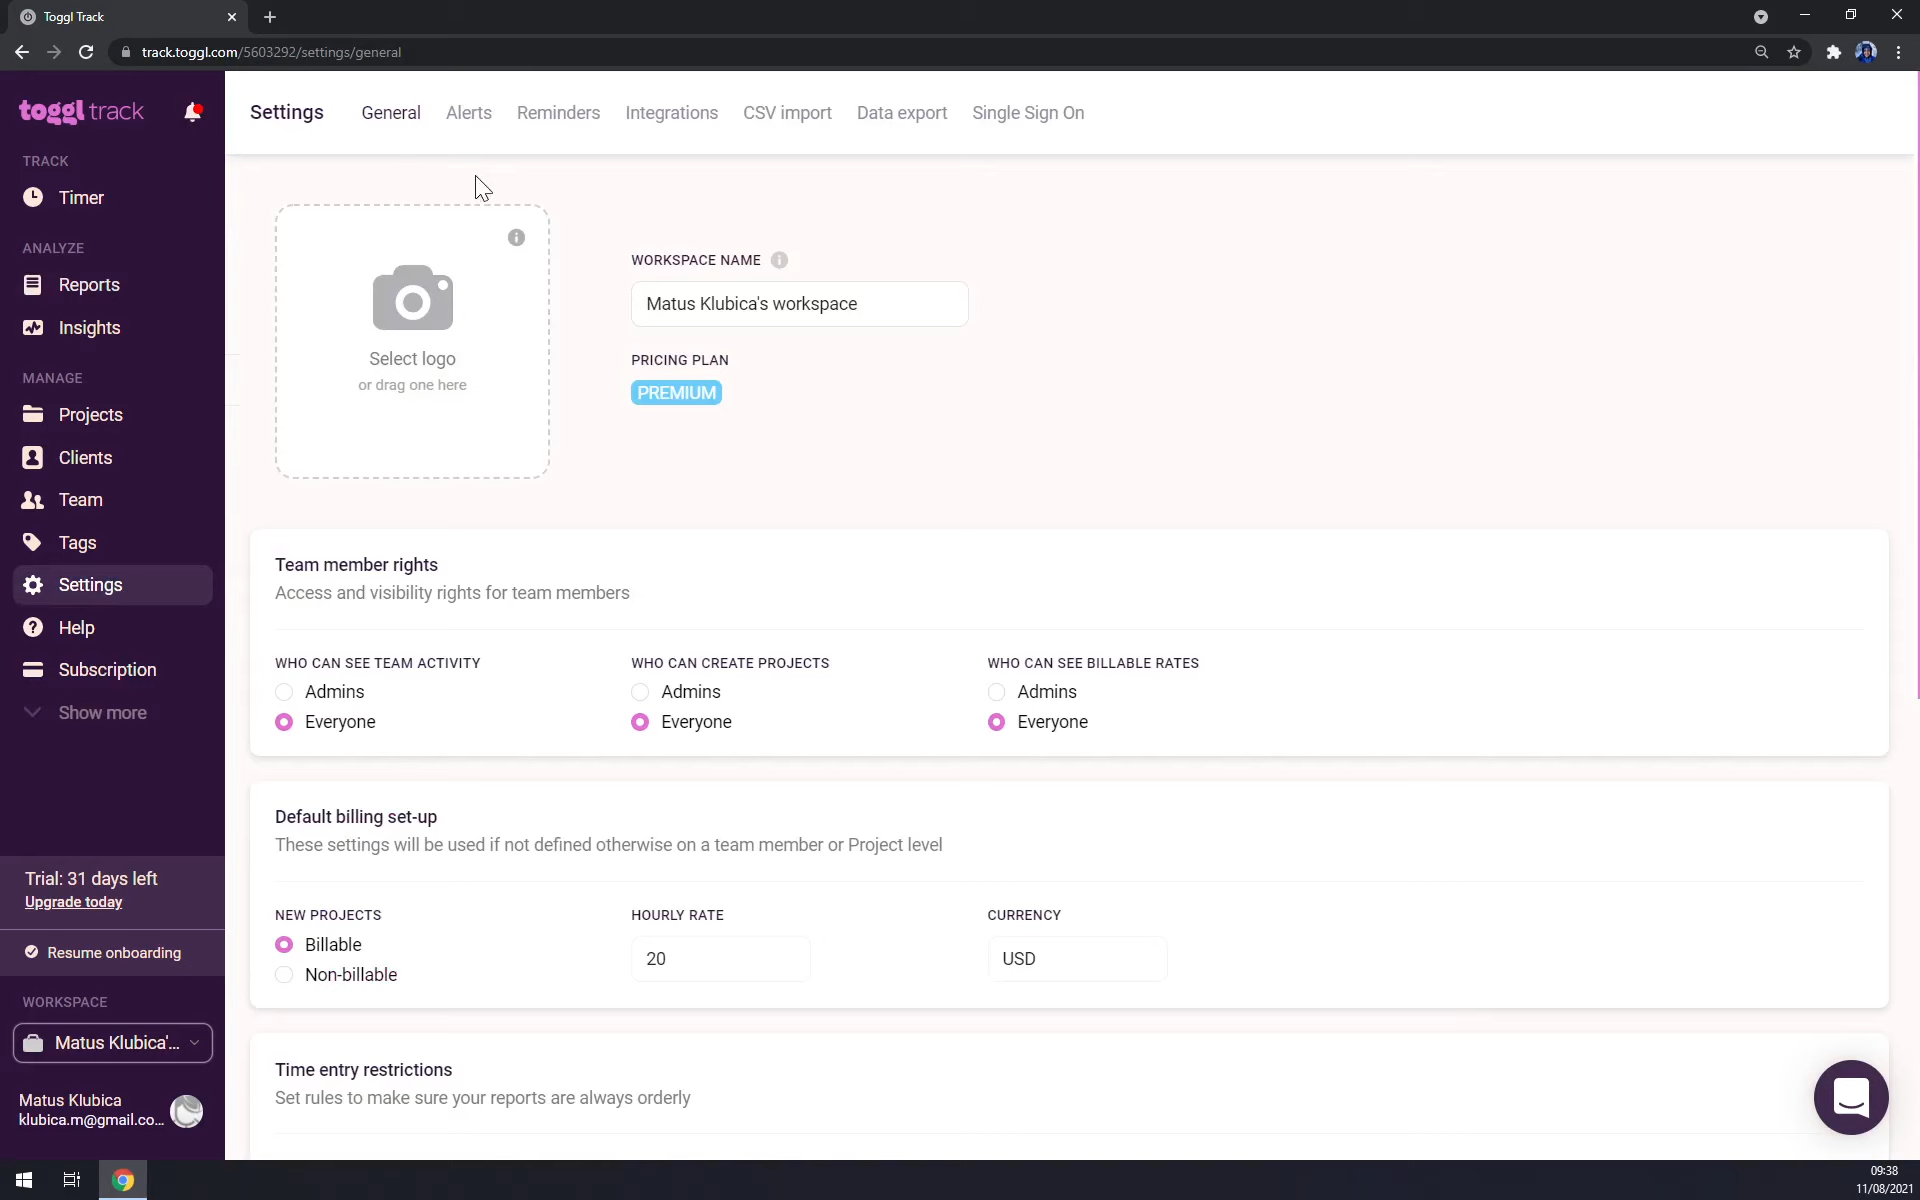 Toggl Track
track.toggl.com/5603292/settings/general
toggl track
TRACK
Timer
ANALYZE
Reports
Insights
MANAGE
Projects
Clients
Team
Tags
Settings
Help
Subscription
Show more
Trial: 31 days left
Upgrade today
Resume onboarding
WORKSPACE
Matus Klubica'...
Matus Klubica
klubica.m@gmail.co...
Settings General Alerts Reminders Integrations CSV import Data export Single Sign On
Select logo
or drag one here
WORKSPACE NAME
Matus Klubica's workspace
PRICING PLAN
PREMIUM
Team member rights
Access and visibility rights for team members
WHO CAN SEE TEAM ACTIVITY
Admins
Everyone
WHO CAN CREATE PROJECTS
Admins
Everyone
WHO CAN SEE BILLABLE RATES
Admins
Everyone
Default billing set-up
These settings will be used if not defined otherwise on a team member or Project level
NEW PROJECTS
Billable
Non-billable
HOURLY RATE
20
CURRENCY
USD
Time entry restrictions
Set rules to make sure your reports are always orderly
09:38
11/08/2021